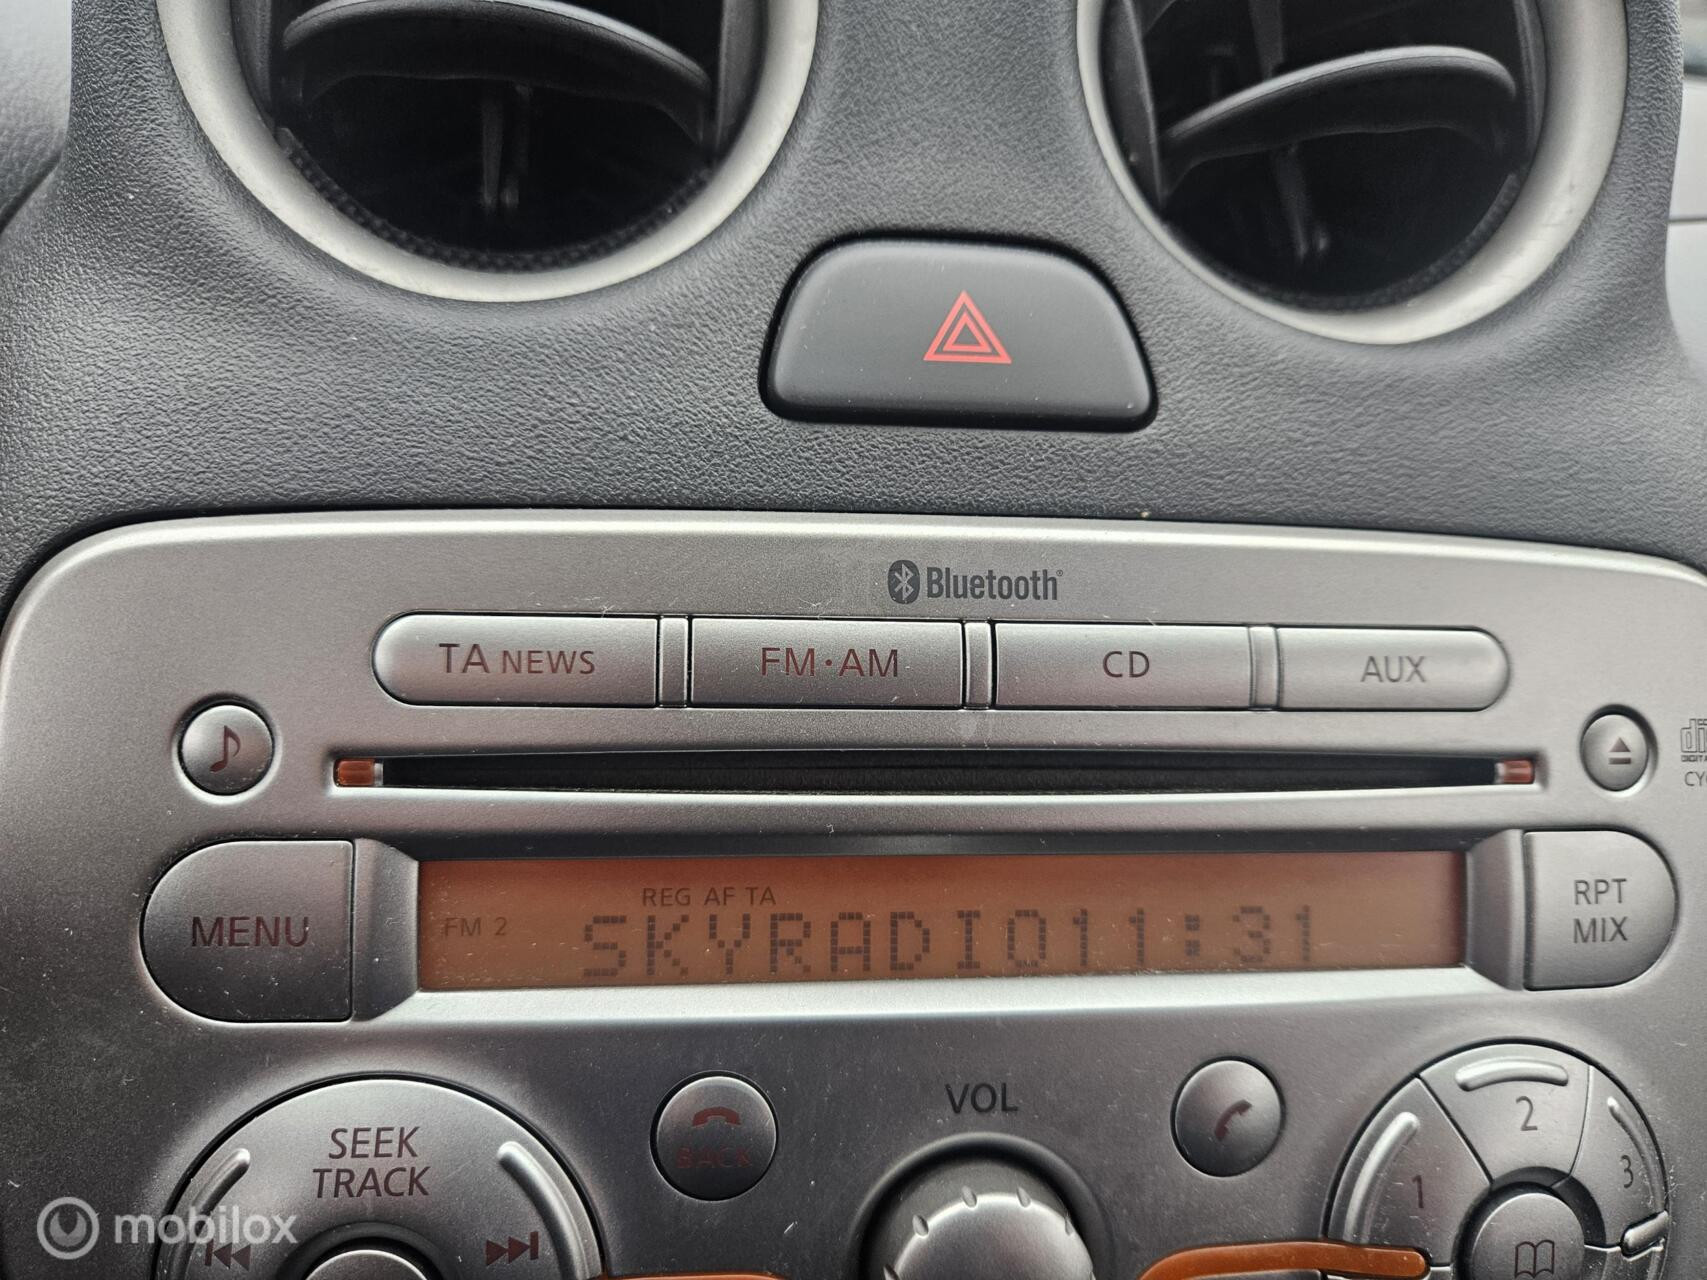 Bluetooth
TA NEWS
FM·AM
CD
AUX
MENU
REG AF TA
FM 2
SKYRADIO11:31
RPT
MIX
SEEK
TRACK
BACK
VOL
1
2
3
mobilox